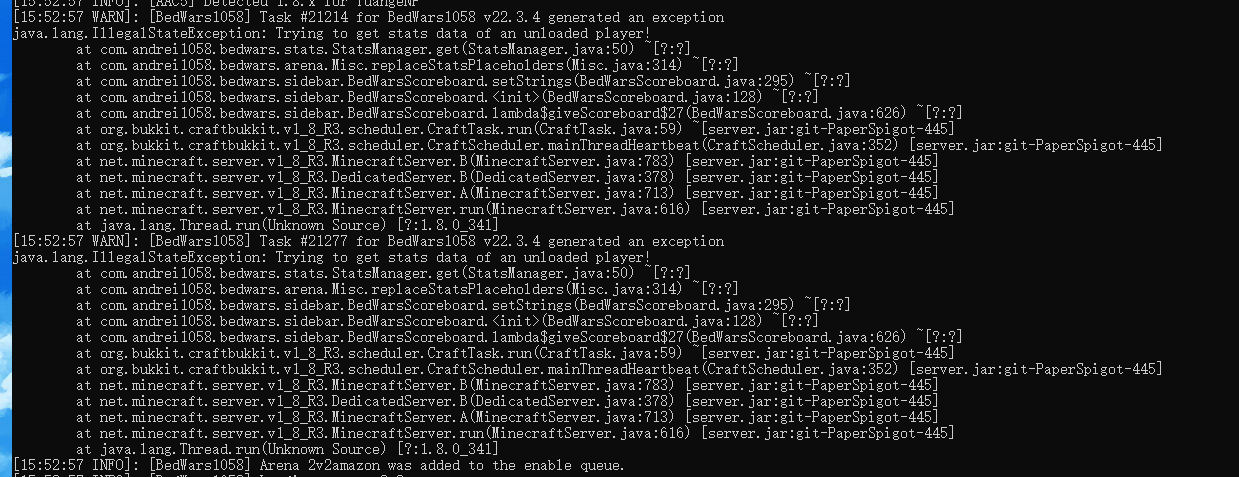 [15:52:57 INFO]: [AAC5] Detected 1.8.x for fuangeNP
[15:52:57 WARN]: [BedWars1058] Task #21214 for BedWars1058 v22.3.4 generated an exception
java.lang.IllegalStateException: Trying to get stats data of an unloaded player!
at com.andrei1058.bedwars.stats.StatsManager.get(StatsManager.java:50) ~[?:?]
at com.andrei1058.bedwars.arena.Misc.replaceStatsPlaceholders(Misc.java:314) ~[?:?]
at com.andrei1058.bedwars.sidebar.BedWarsScoreboard.setStrings(BedWarsScoreboard.java:295) ~[?:?]
at com.andrei1058.bedwars.sidebar.BedWarsScoreboard.<init>(BedWarsScoreboard.java:128) ~[?:?]
at com.andrei1058.bedwars.sidebar.BedWarsScoreboard.lambda$giveScoreboard$27(BedWarsScoreboard.java:626) ~[?:?]
at org.bukkit.craftbukkit.v1_8_R3.scheduler.CraftTask.run(CraftTask.java:59) ~[server.jar:git-PaperSpigot-445]
at org.bukkit.craftbukkit.v1_8_R3.scheduler.CraftScheduler.mainThreadHeartbeat(CraftScheduler.java:352) [server.jar:git-PaperSpigot-445]
at net.minecraft.server.v1_8_R3.MinecraftServer.B(MinecraftServer.java:783) [server.jar:git-PaperSpigot-445]
at net.minecraft.server.v1_8_R3.DedicatedServer.B(DedicatedServer.java:378) [server.jar:git-PaperSpigot-445]
at net.minecraft.server.v1_8_R3.MinecraftServer.A(MinecraftServer.java:713) [server.jar:git-PaperSpigot-445]
at net.minecraft.server.v1_8_R3.MinecraftServer.run(MinecraftServer.java:616) [server.jar:git-PaperSpigot-445]
at java.lang.Thread.run(Unknown Source) [?:1.8.0_341]
[15:52:57 WARN]: [BedWars1058] Task #21277 for BedWars1058 v22.3.4 generated an exception
java.lang.IllegalStateException: Trying to get stats data of an unloaded player!
at com.andrei1058.bedwars.stats.StatsManager.get(StatsManager.java:50) ~[?:?]
at com.andrei1058.bedwars.arena.Misc.replaceStatsPlaceholders(Misc.java:314) ~[?:?]
at com.andrei1058.bedwars.sidebar.BedWarsScoreboard.setStrings(BedWarsScoreboard.java:295) ~[?:?]
at com.andrei1058.bedwars.sidebar.BedWarsScoreboard.<init>(BedWarsScoreboard.java:128) ~[?:?]
at com.andrei1058.bedwars.sidebar.BedWarsScoreboard.lambda$giveScoreboard$27(BedWarsScoreboard.java:626) ~[?:?]
at org.bukkit.craftbukkit.v1_8_R3.scheduler.CraftTask.run(CraftTask.java:59) ~[server.jar:git-PaperSpigot-445]
at org.bukkit.craftbukkit.v1_8_R3.scheduler.CraftScheduler.mainThreadHeartbeat(CraftScheduler.java:352) [server.jar:git-PaperSpigot-445]
at net.minecraft.server.v1_8_R3.MinecraftServer.B(MinecraftServer.java:783) [server.jar:git-PaperSpigot-445]
at net.minecraft.server.v1_8_R3.DedicatedServer.B(DedicatedServer.java:378) [server.jar:git-PaperSpigot-445]
at net.minecraft.server.v1_8_R3.MinecraftServer.A(MinecraftServer.java:713) [server.jar:git-PaperSpigot-445]
at net.minecraft.server.v1_8_R3.MinecraftServer.run(MinecraftServer.java:616) [server.jar:git-PaperSpigot-445]
at java.lang.Thread.run(Unknown Source) [?:1.8.0_341]
[15:52:57 INFO]: [BedWars1058] Arena 2v2amazon was added to the enable queue.